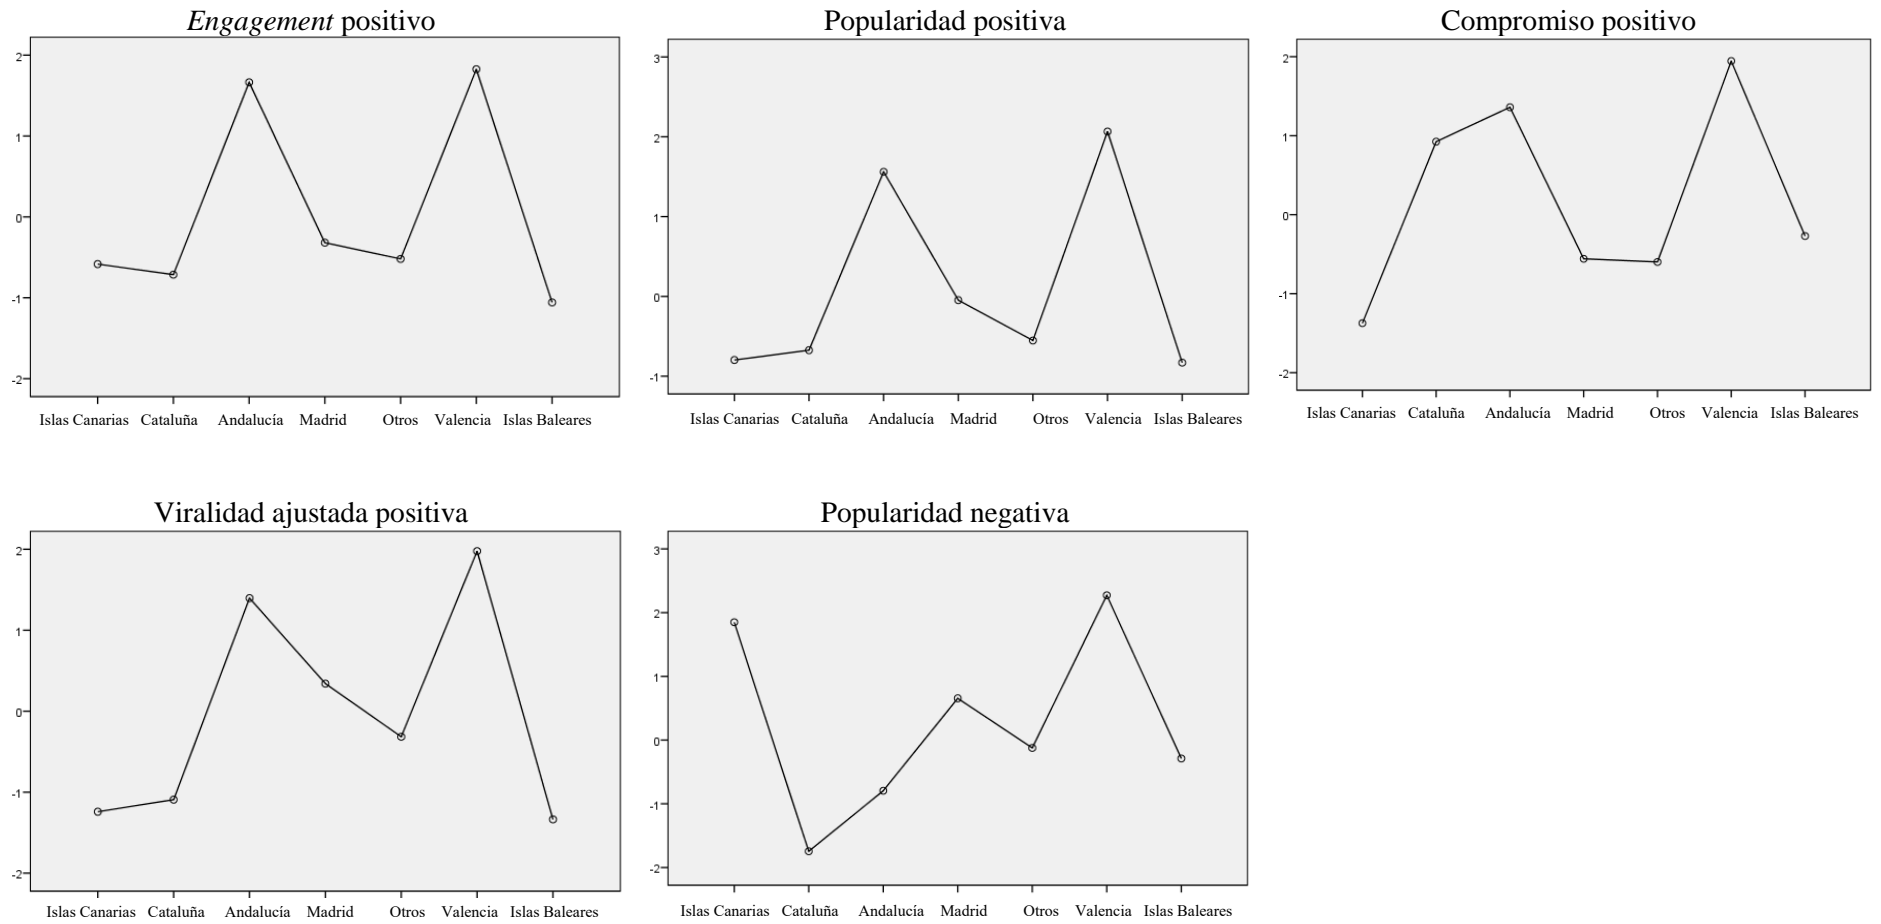 Engagement positivo
2
1
0
-1
-2
Islas Canarias Cataluña Andalucía Madrid Otros Valencia Islas Baleares
Popularidad positiva
3
2
1
0
-1
Islas Canarias Cataluña Andalucía Madrid Otros Valencia Islas Baleares
Compromiso positivo
2
1
0
-1
-2
Islas Canarias Cataluña Andalucía Madrid Otros Valencia Islas Baleares
Viralidad ajustada positiva
2
1
0
-1
-2
Islas Canarias Cataluña Andalucía Madrid Otros Valencia Islas Baleares
Popularidad negativa
3
2
1
0
-1
-2
Islas Canarias Cataluña Andalucía Madrid Otros Valencia Islas Baleares